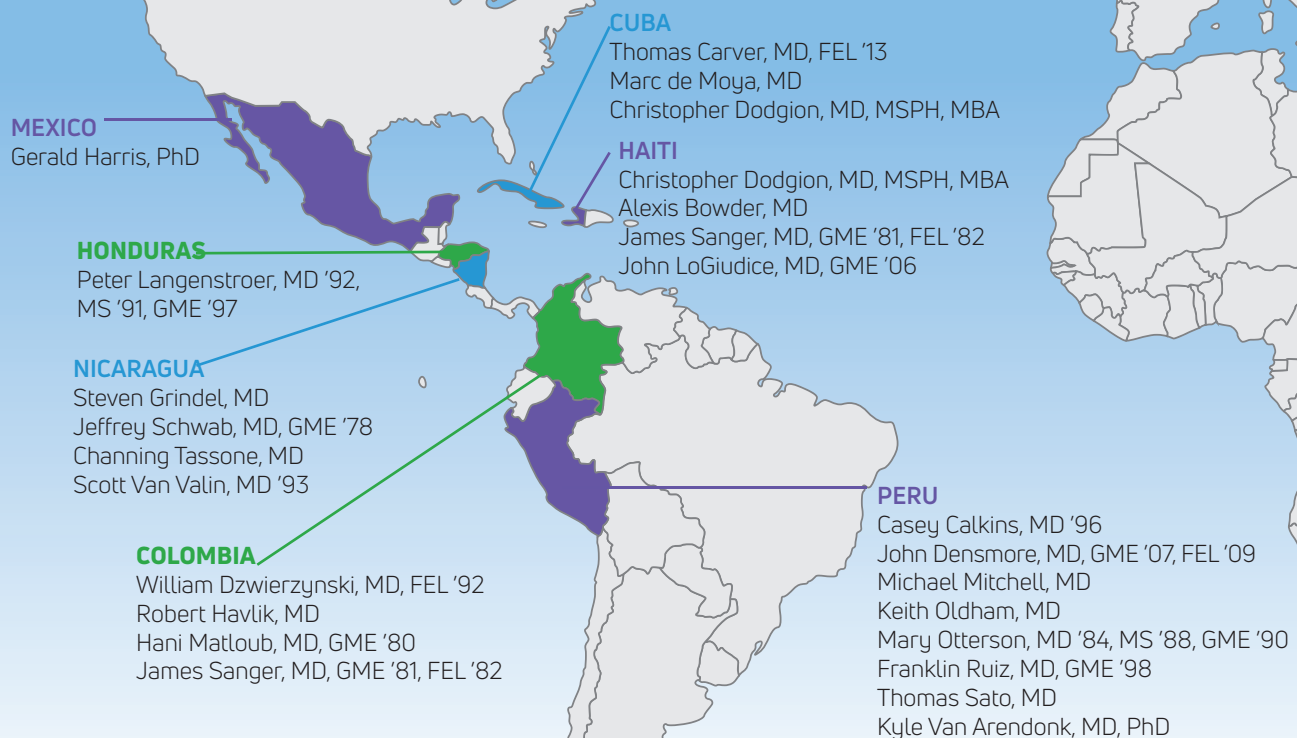 CUBA
Thomas Carver, MD, FEL ’13
Marc de Moya, MD
Christopher Dodgion, MD, MSPH, MBA
MEXICO
Gerald Harris, PhD
HAITI
Christopher Dodgion, MD, MSPH, MBA
Alexis Bowder, MD
James Sanger, MD, GME ’81, FEL ’82
John LoGiudice, MD, GME ’06
HONDURAS
Peter Langenstroer, MD ’92,
MS ’91, GME ’97
NICARAGUA
Steven Grindel, MD
Jeffrey Schwab, MD, GME ’78
Channing Tassone, MD
Scott Van Valin, MD ’93
COLOMBIA
William Dzwierzynski, MD, FEL ’92
Robert Havlik, MD
Hani Matloub, MD, GME ’80
James Sanger, MD, GME ’81, FEL ’82
PERU
Casey Calkins, MD ’96
John Densmore, MD, GME ’07, FEL ’09
Michael Mitchell, MD
Keith Oldham, MD
Mary Otterson, MD ’84, MS ’88, GME ’90
Franklin Ruiz, MD, GME ’98
Thomas Sato, MD
Kyle Van Arendonk, MD, PhD